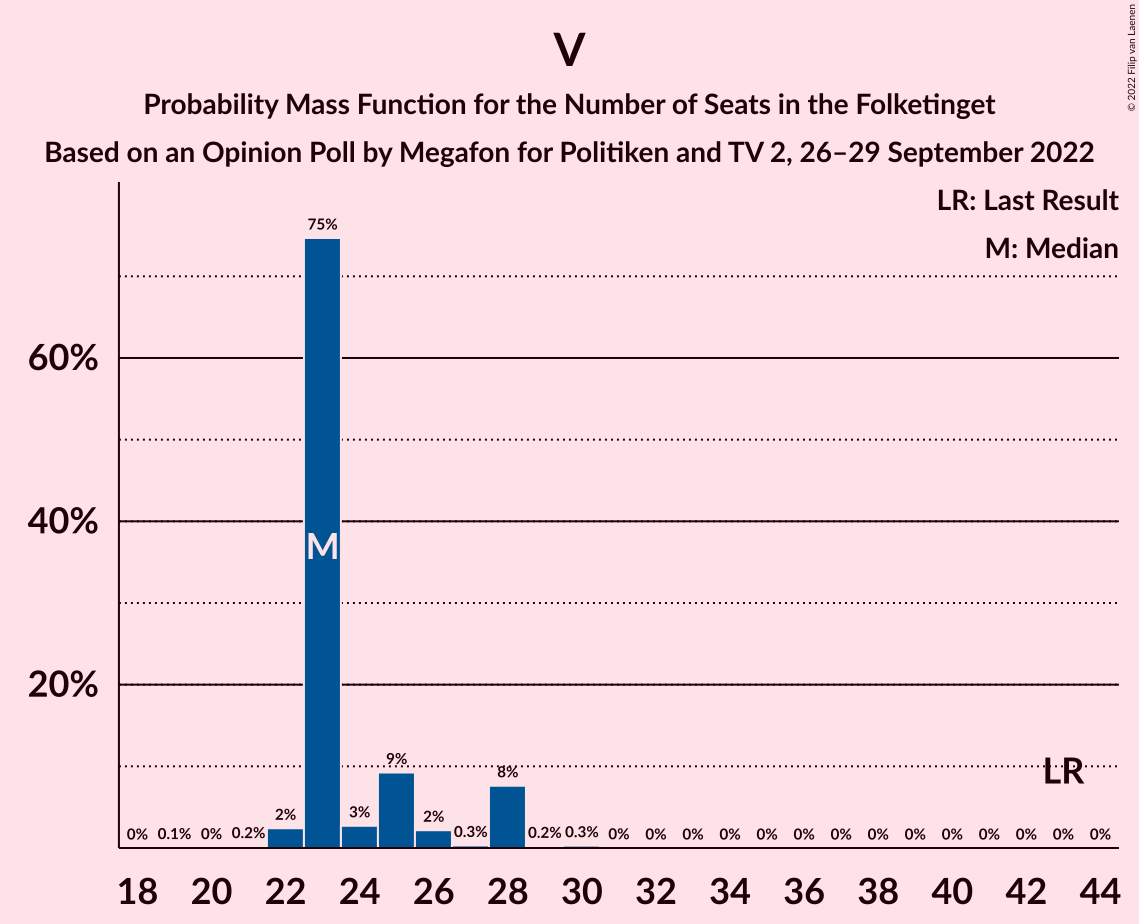 V
Probability Mass Function for the Number of Seats in the Folketinget
Based on an Opinion Poll by Megafon for Politiken and TV 2, 26–29 September 2022
© 2022 Filip van Laenen
LR: Last Result
M: Median
75%
60%
40%
M
20%
LR
0% 0.1% 0% 0.2% 2% 3% 9% 2% 0.3% 8% 0.2% 0.3% 0% 0% 0% 0% 0% 0% 0% 0% 0% 0% 0% 0% 0% 0%
18 20 22 24 26 28 30 32 34 36 38 40 42 44